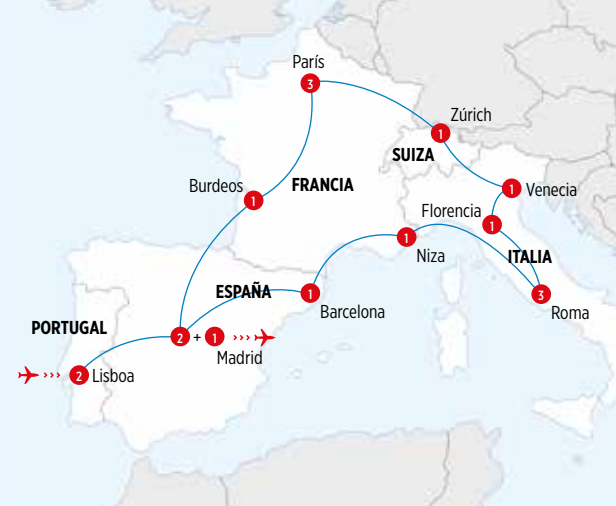 París
3
Zúrich
1
SUIZA
Burdeos
1
FRANCIA
1
Venecia
Florencia
1
1
Niza
ITALIA
3
Roma
ESPAÑA
1
Barcelona
PORTUGAL
2 + 1 >>>
Madrid
>>> 2 Lisboa